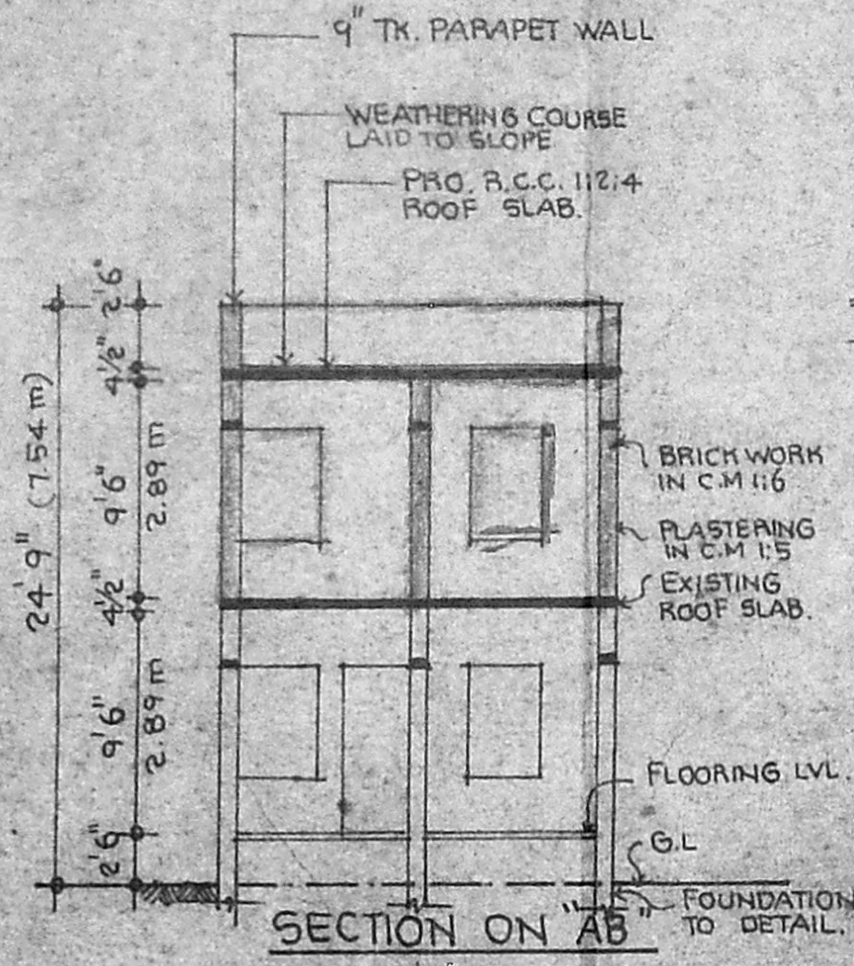 9" TK. PARAPET WALL
WEATHERING COURSE
LAID TO SLOPE
PRO. R.C.C. 1:2:4
ROOF SLAB.
2'6"
4½"
9'6"
2.89 m
4½"
9'6"
2.89 m
2'6"
24'9" (7.54 m)
BRICK WORK
IN C.M 1:6
PLASTERING
IN C.M 1:5
EXISTING
ROOF SLAB.
FLOORING LVL.
G.L
FOUNDATION
TO DETAIL.
SECTION ON "AB"